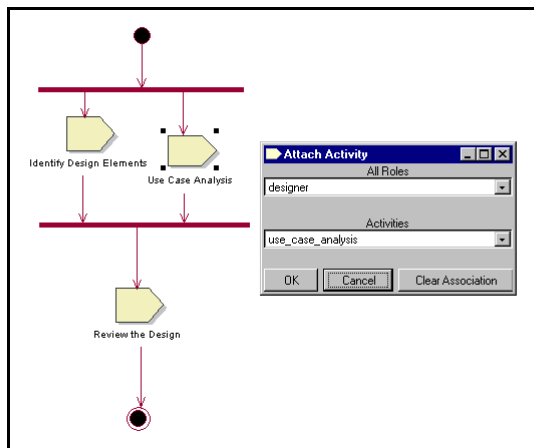 Identify Design Elements
Use Case Analysis
Review the Design
Attach Activity
All Roles
designer
Activities
use_case_analysis
OK
Cancel
Clear Association